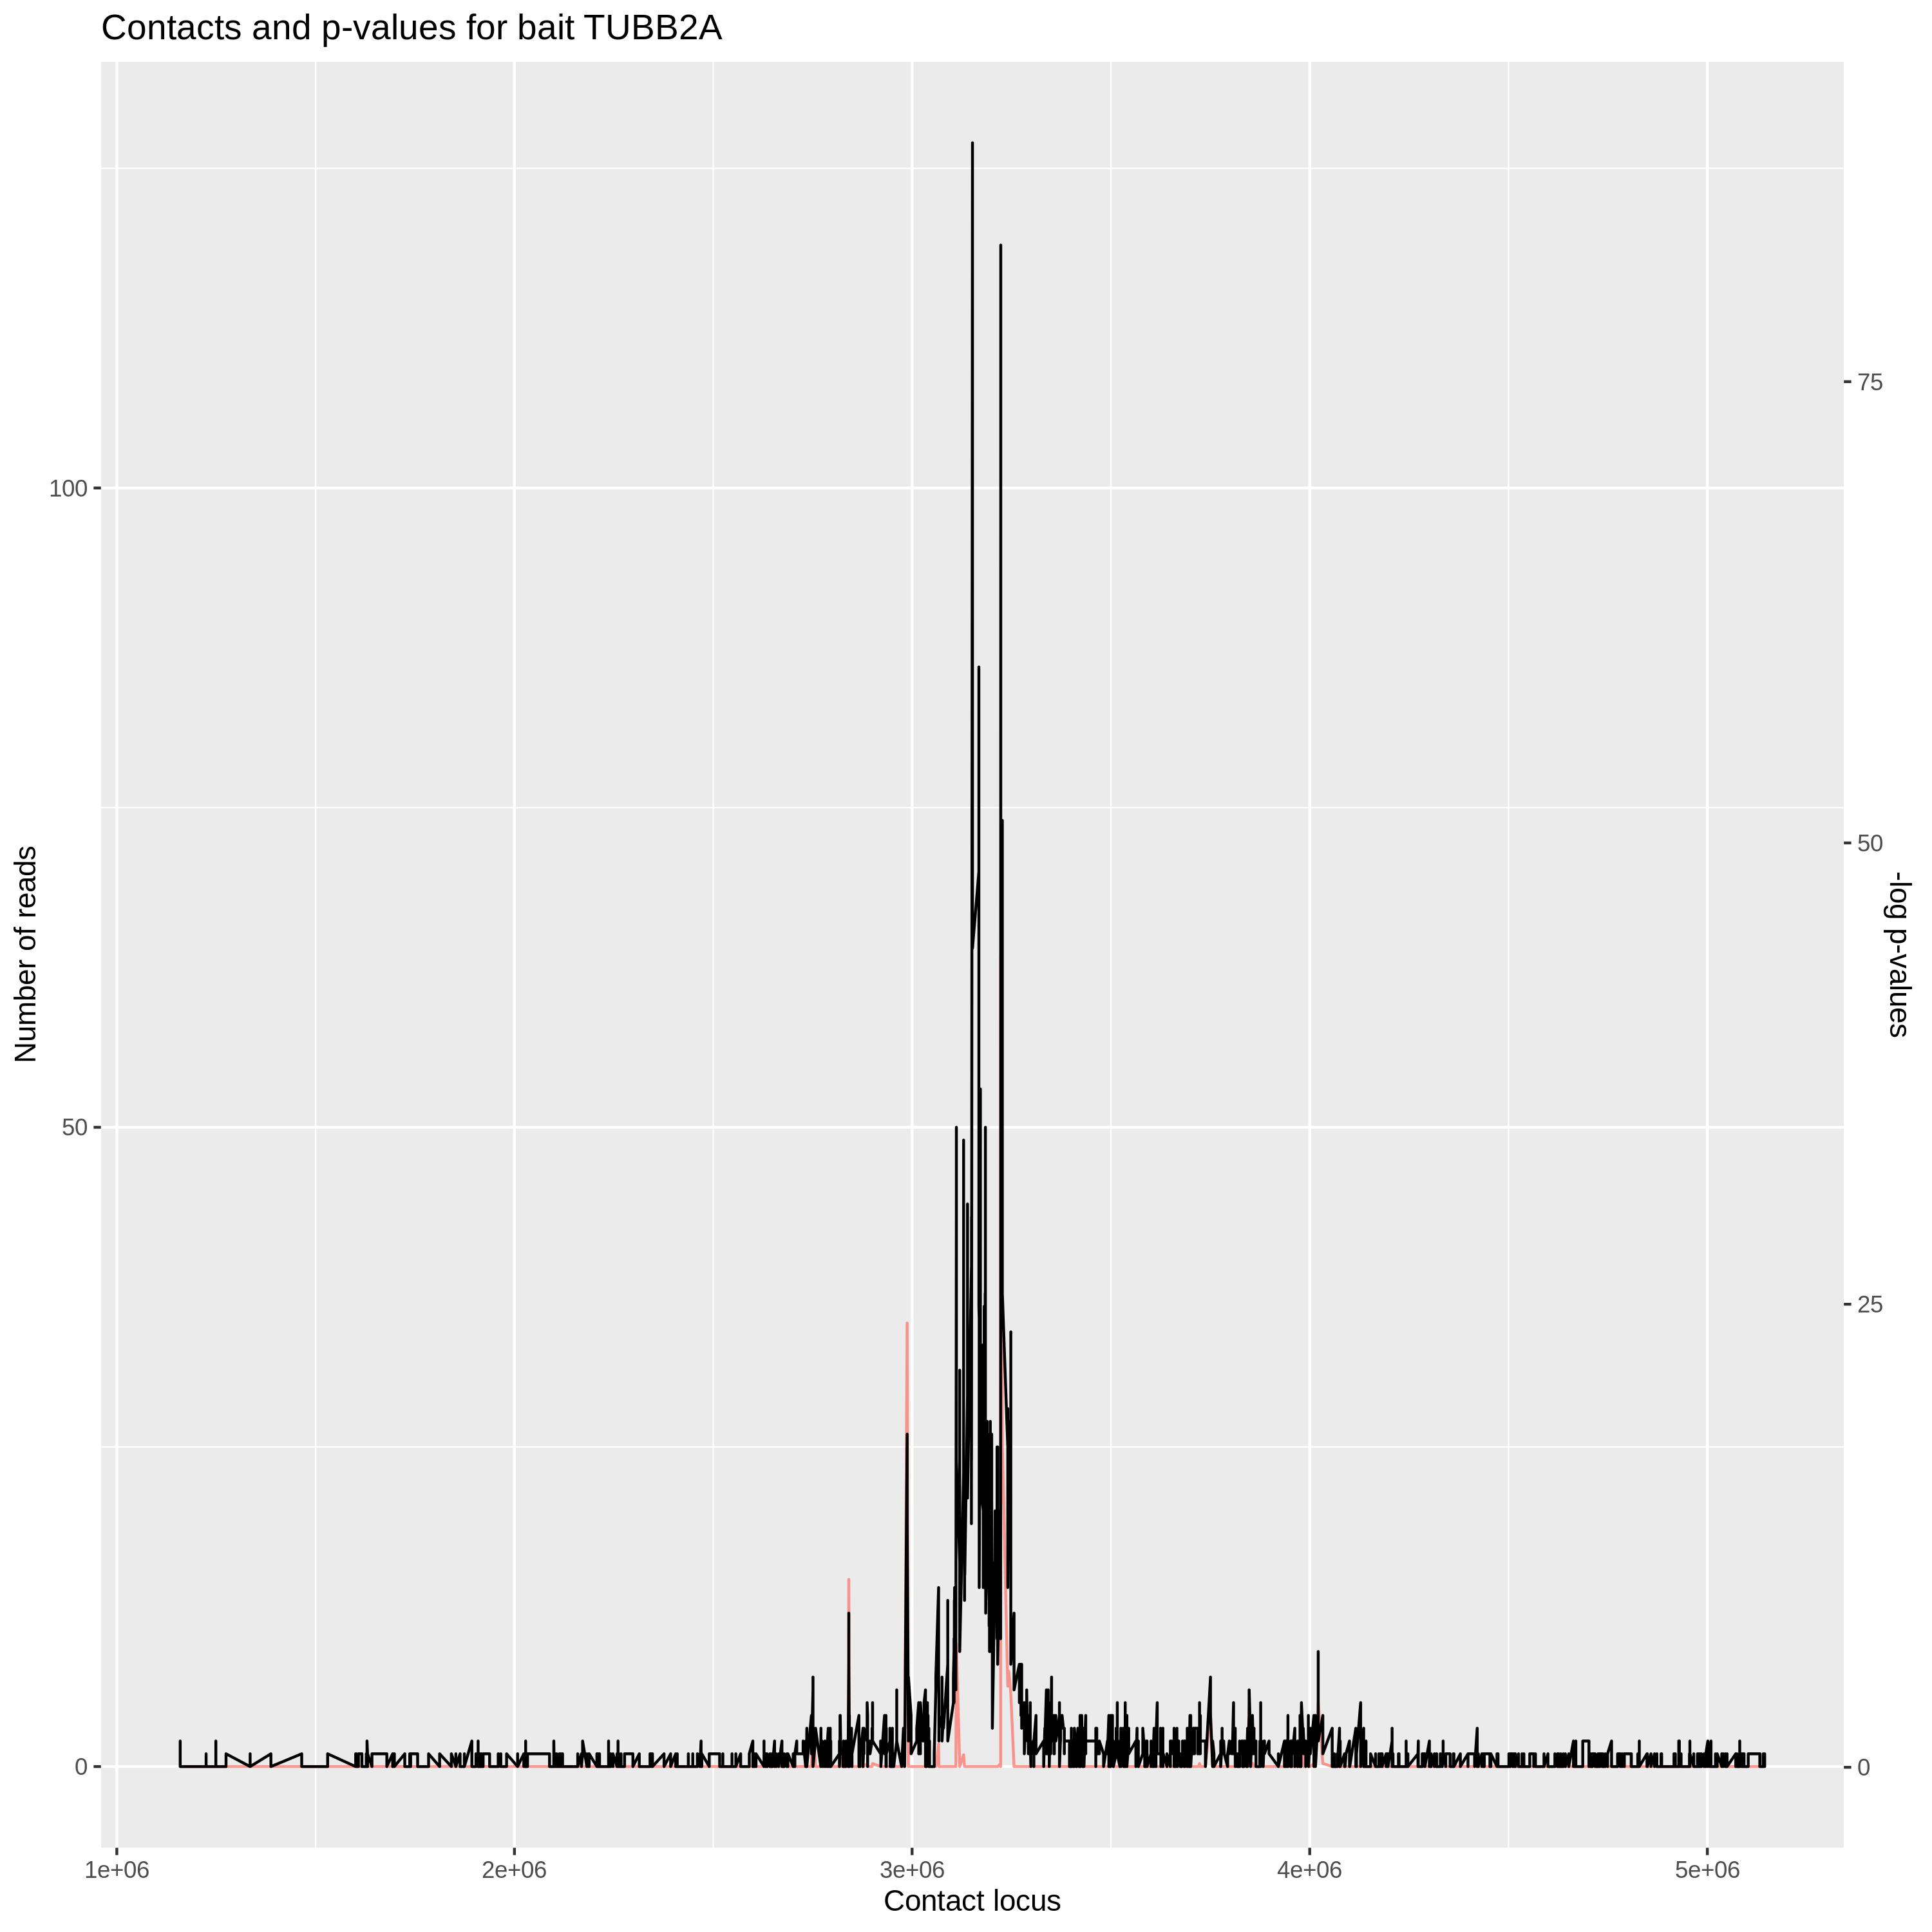 Contacts and p-values for bait TUBB2A
100
50
0
Number of reads
75
50
25
0
-log p-values
1e+06 2e+06 3e+06 4e+06 5e+06
Contact locus